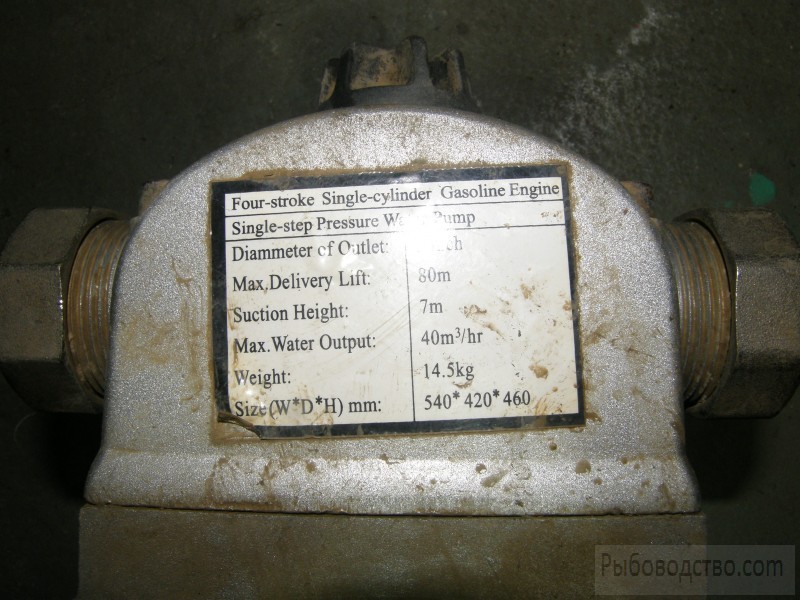 Four-stroke Single-cylinder Gasoline Engine
Single-step Pressure Pump
Diammeter of Outlet:
Max.Delivery Lift: 80m
Suction Height: 7m
Max.Water Output: 40m³/hr
Weight: 14.5kg
Size(W*D*H) mm: 540*420*460
Рыбоводство.com